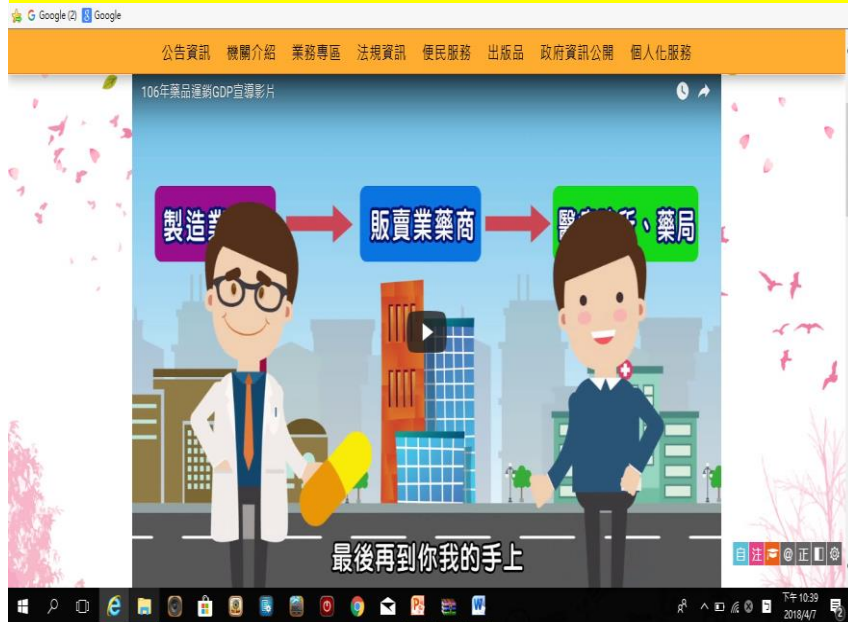 Google (2) Google
公告資訊 機關介紹 業務專區 法規資訊 便民服務 出版品 政府資訊公開 個人化服務
106年藥品運銷GDP宣導影片
製造業 販賣業藥商 醫 、藥局
最後再到你我的手上
自 注 @ 正
下午 10:39
2018/4/7